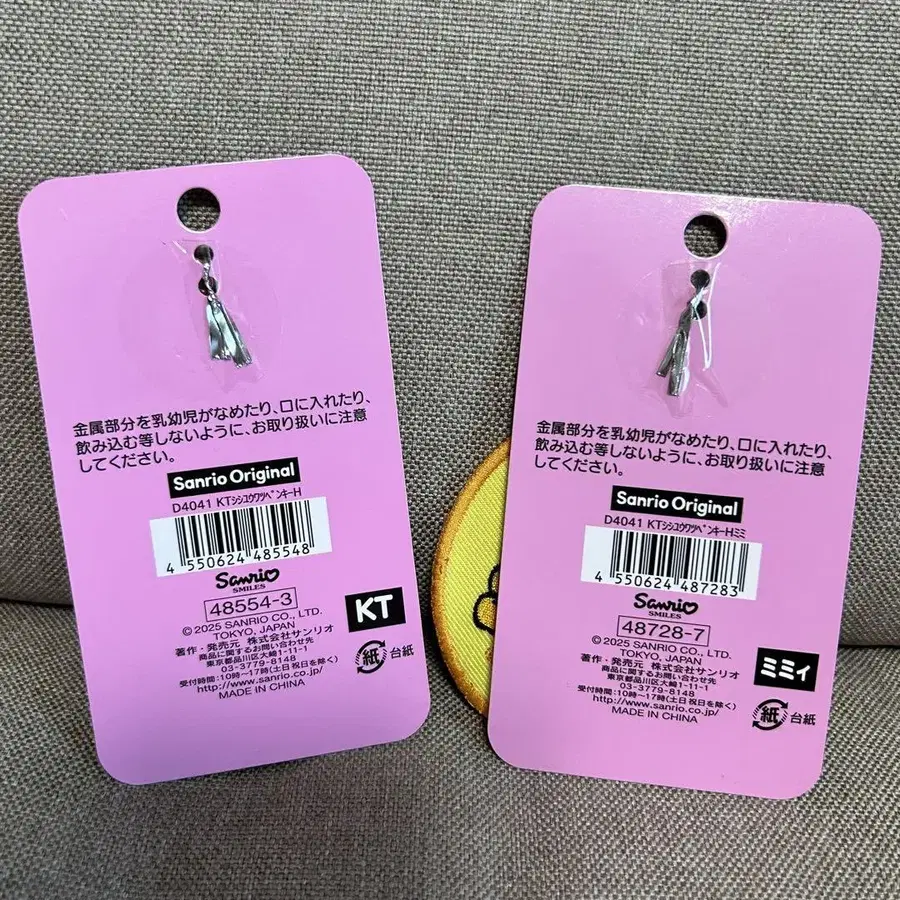 金属部分を乳幼児がなめたり、口に入れたり、
飲み込む等しないように、お取り扱いに注意
してください。
Sanrio Original
D4041 KTシシユウワツペンキーH
4 550624 485548
Sanrio
SMILES
48554-3
KT
© 2025 SANRIO CO., LTD.
TOKYO, JAPAN
著作・発売元 株式会社サンリオ
商品に関するお問い合わせ先
東京都品川区大崎1-11-1
03-3779-8148
受付時間:10時〜17時(土日祝日を除く)
http://www.sanrio.co.jp/
MADE IN CHINA
紙 台紙
金属部分を乳幼児がなめたり、口に入れたり、
飲み込む等しないように、お取り扱いに注意
してください。
Sanrio Original
D4041 KTシシユウワツペンキーHミミ
4 550624 487283
Sanrio
SMILES
48728-7
© 2025 SANRIO CO., LTD.
TOKYO, JAPAN
著作・発売元 株式会社サンリオ
商品に関するお問い合わせ先
東京都品川区大崎1-11-1
03-3779-8148
受付時間:10時〜17時(土日祝日を除く)
http://www.sanrio.co.jp/
MADE IN CHINA
ミミィ
紙 台紙